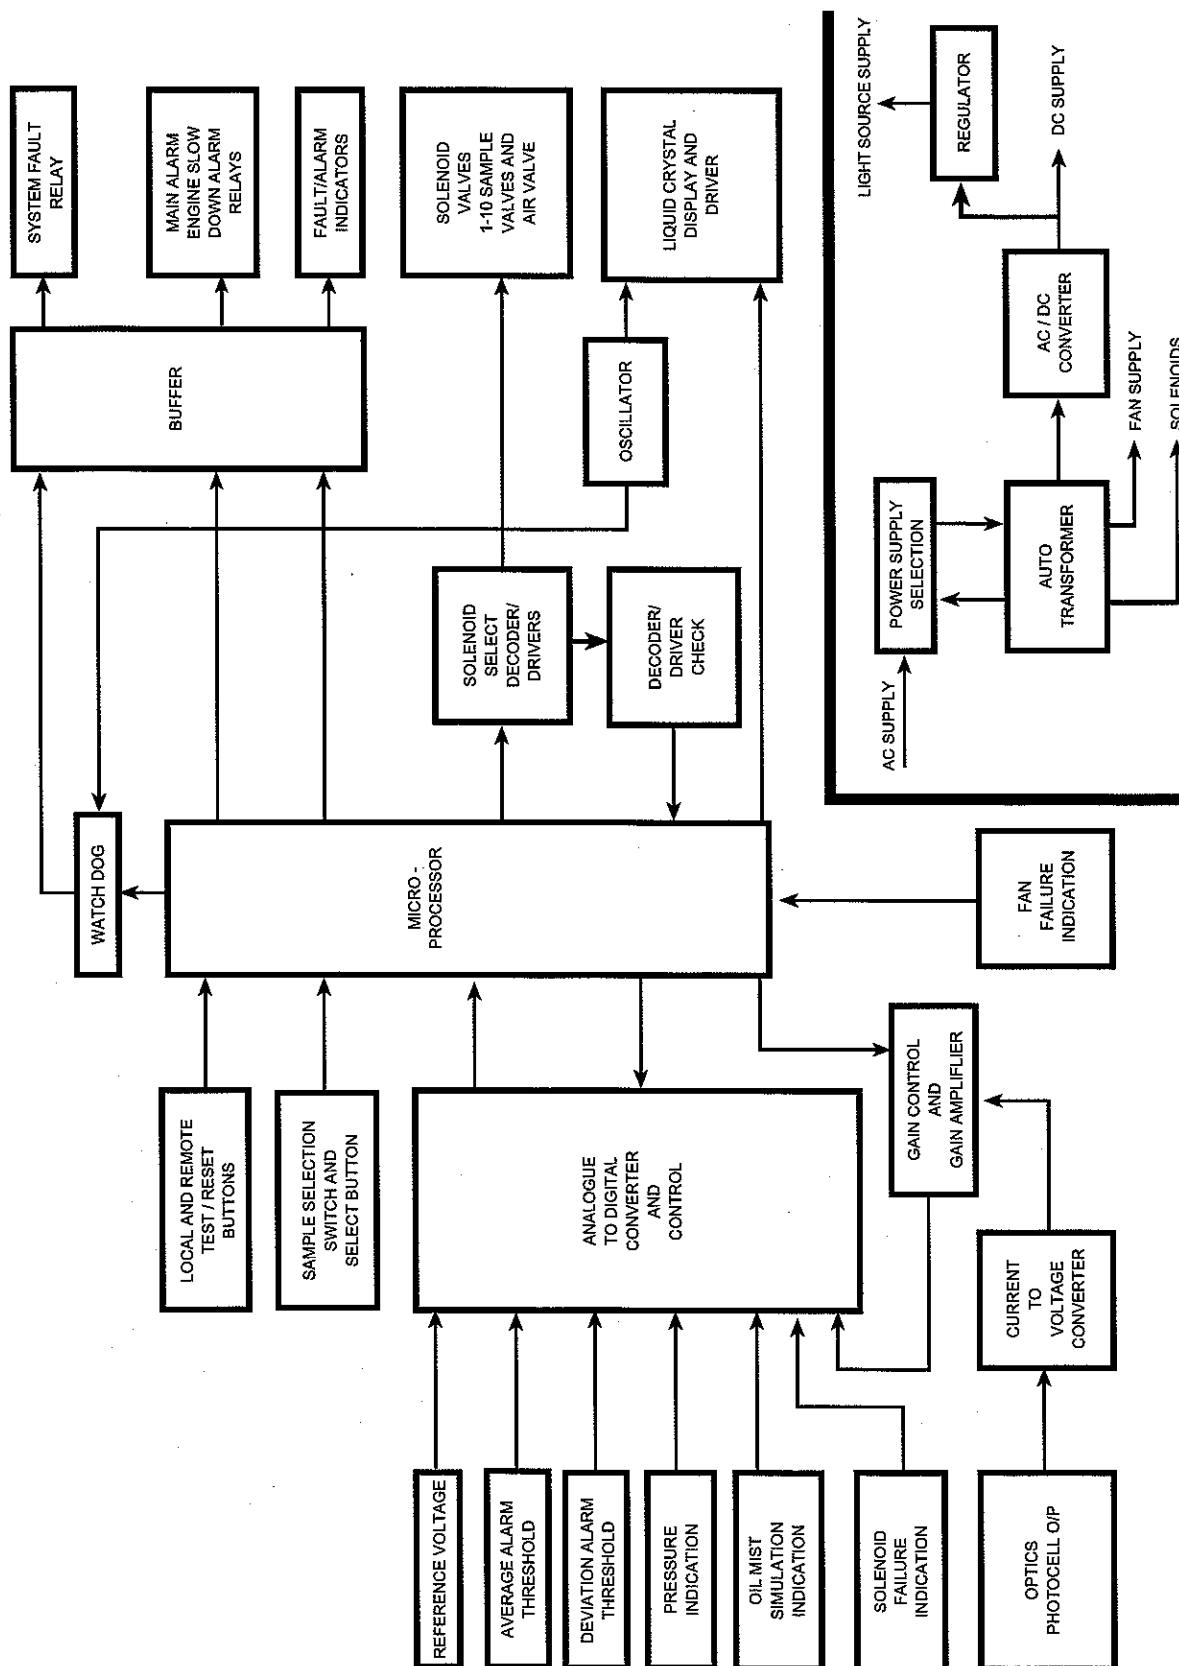 SYSTEM FAULT
RELAY
MAIN ALARM
ENGINE SLOW
DOWN ALARM
RELAYS
FAULT/ALARM
INDICATORS
SOLENOID
VALVES
1-10 SAMPLE
VALVES AND
AIR VALVE
LIQUID CRYSTAL
DISPLAY AND
DRIVER
BUFFER
OSCILLATOR
WATCH DOG
SOLENOID
SELECT
DECODER/
DRIVERS
DECODER/
DRIVER
CHECK
MICRO -
PROCESSOR
LOCAL AND REMOTE
TEST / RESET
BUTTONS
SAMPLE SELECTION
SWITCH AND
SELECT BUTTON
ANALOGUE
TO DIGITAL
CONVERTER
AND
CONTROL
GAIN CONTROL
AND
GAIN AMPLIFLIER
FAN
FAILURE
INDICATION
REFERENCE VOLTAGE
AVERAGE ALARM
THRESHOLD
DEVIATION ALARM
THRESHOLD
PRESSURE
INDICATION
OIL MIST
SIMULATION
INDICATION
SOLENOID
FAILURE
INDICATION
OPTICS
PHOTOCELL O/P
CURRENT
TO
VOLTAGE
CONVERTER
LIGHT SOURCE SUPPLY
REGULATOR
DC SUPPLY
AC / DC
CONVERTER
POWER SUPPLY
SELECTION
AC SUPPLY
AUTO
TRANSFORMER
FAN SUPPLY
SOLENOIDS